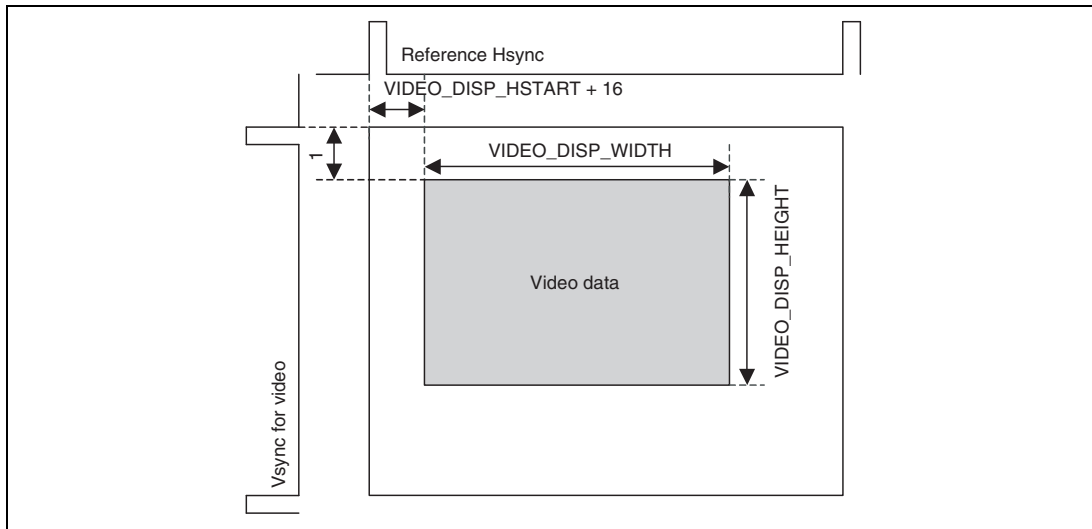 Reference Hsync
VIDEO_DISP_HSTART + 16
1
VIDEO_DISP_WIDTH
VIDEO_DISP_HEIGHT
Video data
Vsync for video